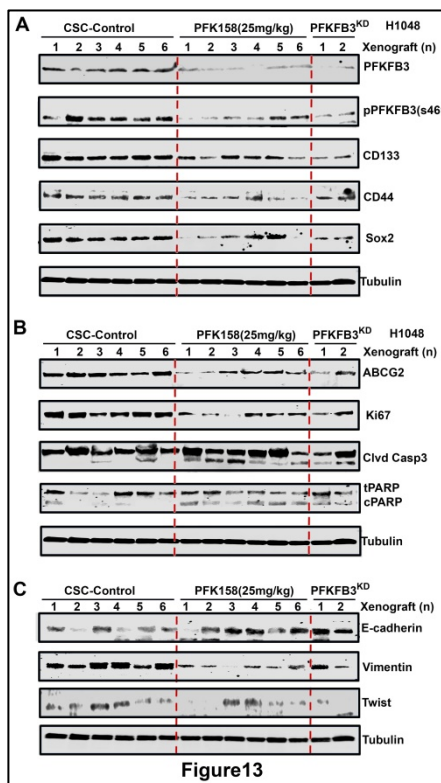 A
CSC-Control PFK158(25mg/kg) PFKFB3KD H1048
1 2 3 4 5 6 1 2 3 4 5 6 1 2 Xenograft (n)
PFKFB3
pPFKFB3(s46
CD133
CD44
Sox2
Tubulin
B
CSC-Control PFK158(25mg/kg) PFKFB3KD H1048
1 2 3 4 5 6 1 2 3 4 5 6 1 2 Xenograft (n)
ABCG2
Ki67
Clvd Casp3
tPARP
cPARP
Tubulin
C
CSC-Control PFK158(25mg/kg) PFKFB3KD
1 2 3 4 5 6 1 2 3 4 5 6 1 2 Xenograft (n)
E-cadherin
Vimentin
Twist
Tubulin
Figure13